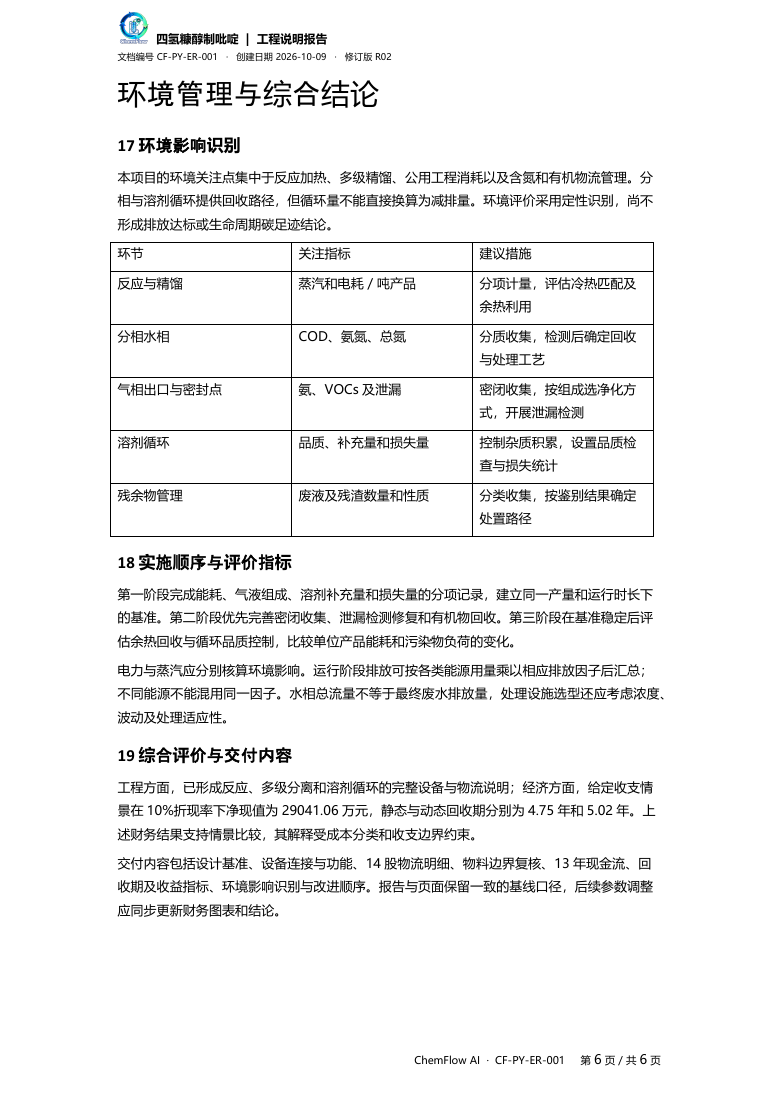 ChemFlow
四氢糠醇制吡啶 | 工程说明报告
文档编号 CF-PY-ER-001 · 创建日期 2026-10-09 · 修订版 R02
环境管理与综合结论
17 环境影响识别
本项目的环境关注点集中于反应加热、多级精馏、公用工程消耗以及含氮和有机物流管理。分
相与溶剂循环提供回收路径，但循环量不能直接换算为减排量。环境评价采用定性识别，尚不
形成排放达标或生命周期碳足迹结论。
环节 关注指标 建议措施
反应与精馏 蒸汽和电耗 / 吨产品 分项计量，评估冷热匹配及
余热利用
分相水相 COD、氨氮、总氮 分质收集，检测后确定回收
与处理工艺
气相出口与密封点 氨、VOCs 及泄漏 密闭收集，按组成选净化方
式，开展泄漏检测
溶剂循环 品质、补充量和损失量 控制杂质积累，设置品质检
查与损失统计
残余物管理 废液及残渣数量和性质 分类收集，按鉴别结果确定
处置路径
18 实施顺序与评价指标
第一阶段完成能耗、气液组成、溶剂补充量和损失量的分项记录，建立同一产量和运行时长下
的基准。第二阶段优先完善密闭收集、泄漏检测修复和有机物回收。第三阶段在基准稳定后评
估余热回收与循环品质控制，比较单位产品能耗和污染物负荷的变化。
电力与蒸汽应分别核算环境影响。运行阶段排放可按各类能源用量乘以相应排放因子后汇总；
不同能源不能混用同一因子。水相总流量不等于最终废水排放量，处理设施选型还应考虑浓度、
波动及处理适应性。
19 综合评价与交付内容
工程方面，已形成反应、多级分离和溶剂循环的完整设备与物流说明；经济方面，给定收支情
景在 10%折现率下净现值为 29041.06 万元，静态与动态回收期分别为 4.75 年和 5.02 年。上
述财务结果支持情景比较，其解释受成本分类和收支边界约束。
交付内容包括设计基准、设备连接与功能、14 股物流明细、物料边界复核、13 年现金流、回
收期及收益指标、环境影响识别与改进顺序。报告与页面保留一致的基线口径，后续参数调整
应同步更新财务图表和结论。
ChemFlow AI · CF-PY-ER-001 第 6 页 / 共 6 页